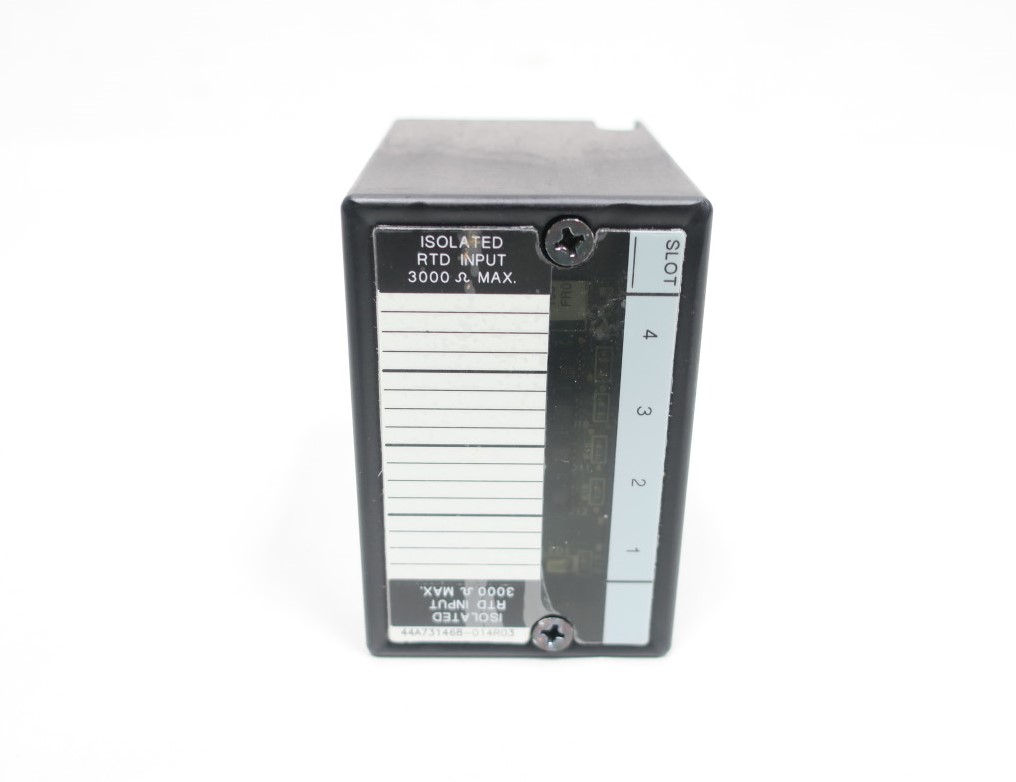 ISOLATED
RTD INPUT
3000 Ω MAX.
SLOT
4
3
2
1
ISOLATED
RTD INPUT
3000 Ω MAX.
44A731468-014R03